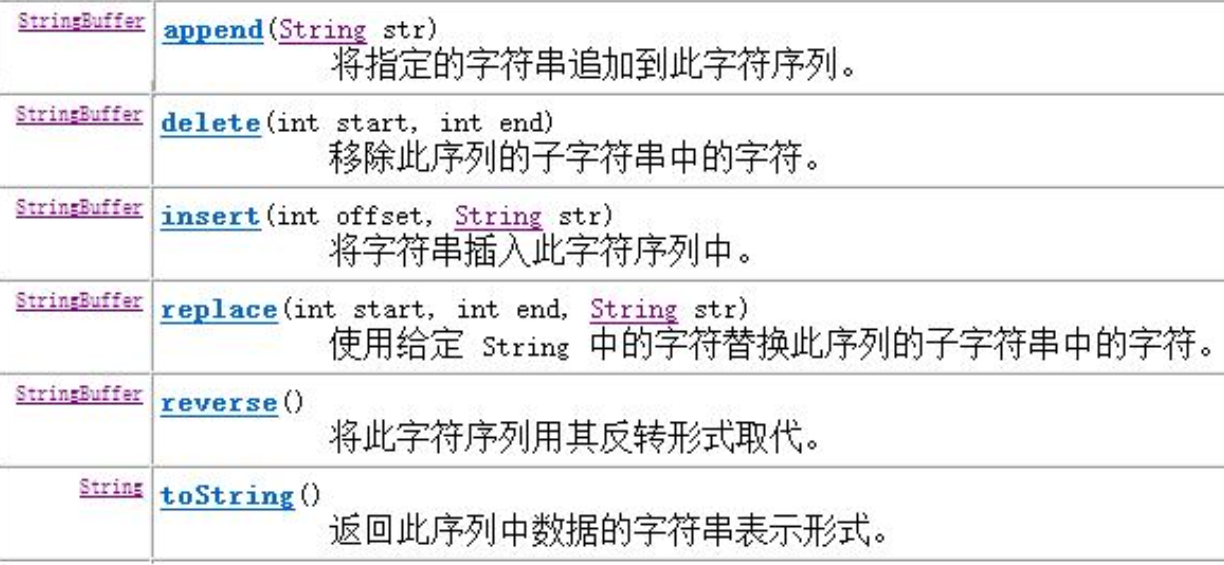 StringBuffer append(String str)
将指定的字符串追加到此字符序列。
StringBuffer delete(int start, int end)
移除此序列的子字符串中的字符。
StringBuffer insert(int offset, String str)
将字符串插入此字符序列中。
StringBuffer replace(int start, int end, String str)
使用给定 String 中的字符替换此序列的子字符串中的字符。
StringBuffer reverse()
将此字符序列用其反转形式取代。
String toString()
返回此序列中数据的字符串表示形式。